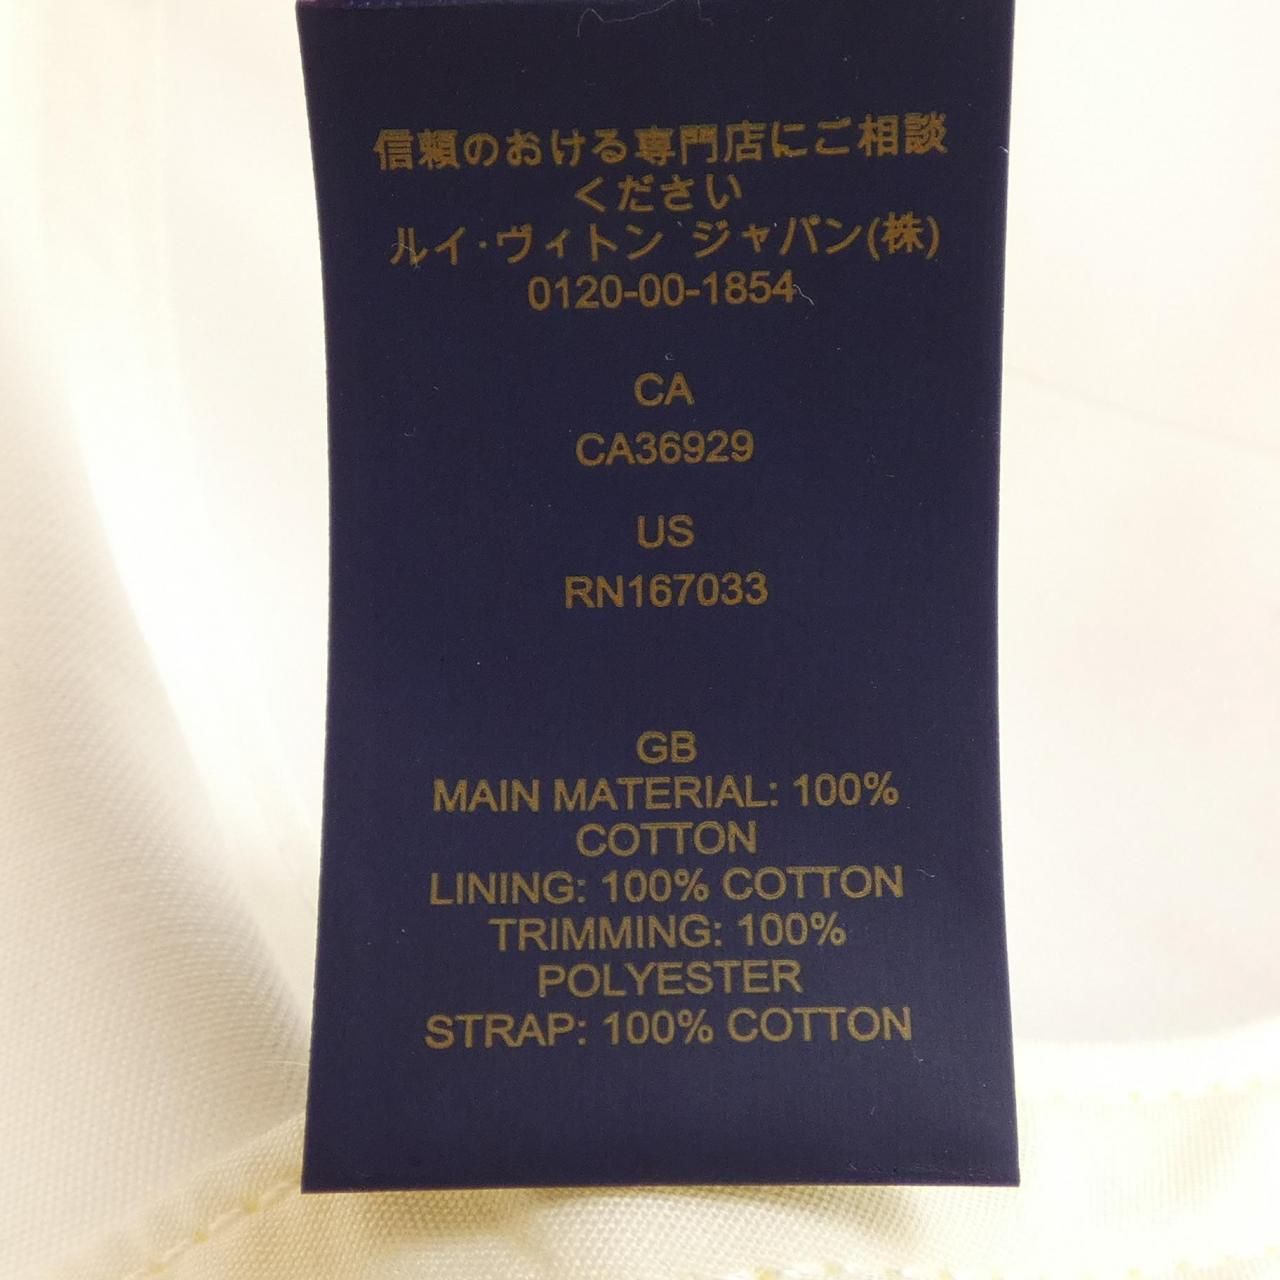 信頼のおける専門店にご相談
ください
ルイ・ヴィトン ジャパン(株)
0120-00-1854
CA
CA36929
US
RN167033
GB
MAIN MATERIAL: 100%
COTTON
LINING: 100% COTTON
TRIMMING: 100%
POLYESTER
STRAP: 100% COTTON